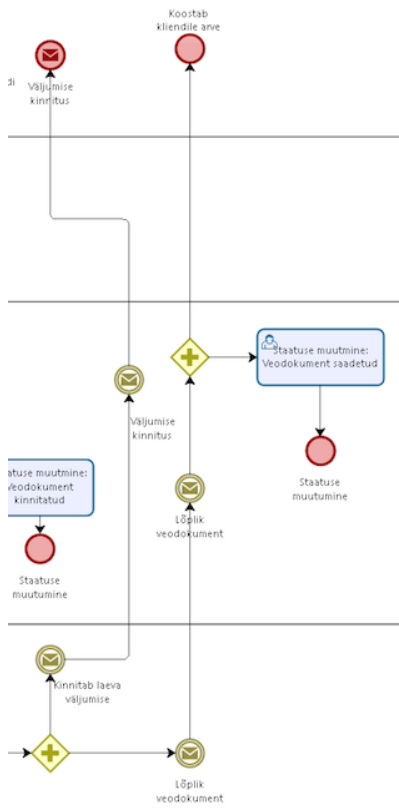 Koostab
kliendile arve
di
Väljumise
kinnitus
Staatuse muutmine:
Veodokument saadetud
Väljumise
kinnitus
Staatuse
muutumine
atuse muutmine:
Veodokument
kinnitatud
Lõplik
veodokument
Staatuse
muutumine
Kinnitab laeva
väljumise
Lõplik
veodokument